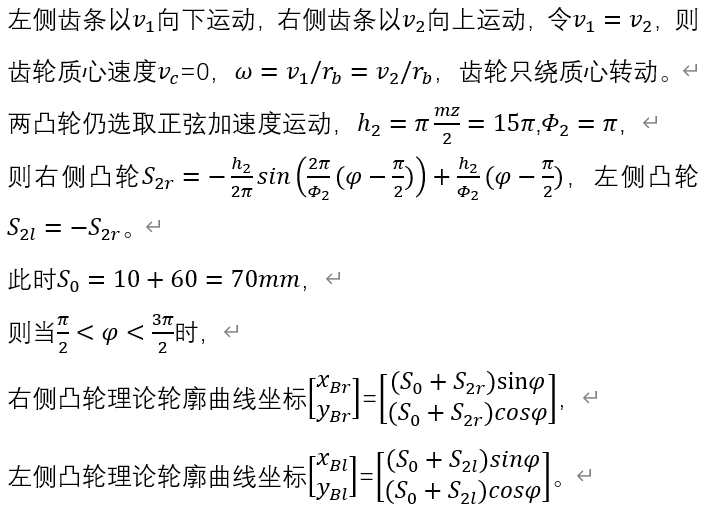 左侧齿条以$v_1$向下运动，右侧齿条以$v_2$向上运动，令$v_1 = v_2$，则
齿轮质心速度$v_c$=0，$\omega = v_1/r_b = v_2/r_b$，齿轮只绕质心转动。
两凸轮仍选取正弦加速度运动，$h_2 = \pi\frac{mz}{2} = 15\pi$,$\Phi_2 = \pi$，
则右侧凸轮$S_{2r} = -\frac{h_2}{2\pi}sin\left(\frac{2\pi}{\Phi_2}(\varphi - \frac{\pi}{2})\right) + \frac{h_2}{\Phi_2}(\varphi - \frac{\pi}{2})$，左侧凸轮
$S_{2l} = -S_{2r}$。
此时$S_0 = 10 + 60 = 70mm$，
则当$\frac{\pi}{2} < \varphi < \frac{3\pi}{2}$时，
右侧凸轮理论轮廓曲线坐标$\begin{bmatrix} x_{Br} \\ y_{Br} \end{bmatrix}$=$\begin{bmatrix} (S_0 + S_{2r})\sin\varphi \\ (S_0 + S_{2r})cos\varphi \end{bmatrix}$，
左侧凸轮理论轮廓曲线坐标$\begin{bmatrix} x_{Bl} \\ y_{Bl} \end{bmatrix}$=$\begin{bmatrix} (S_0 + S_{2l})sin\varphi \\ (S_0 + S_{2l})cos\varphi \end{bmatrix}$。